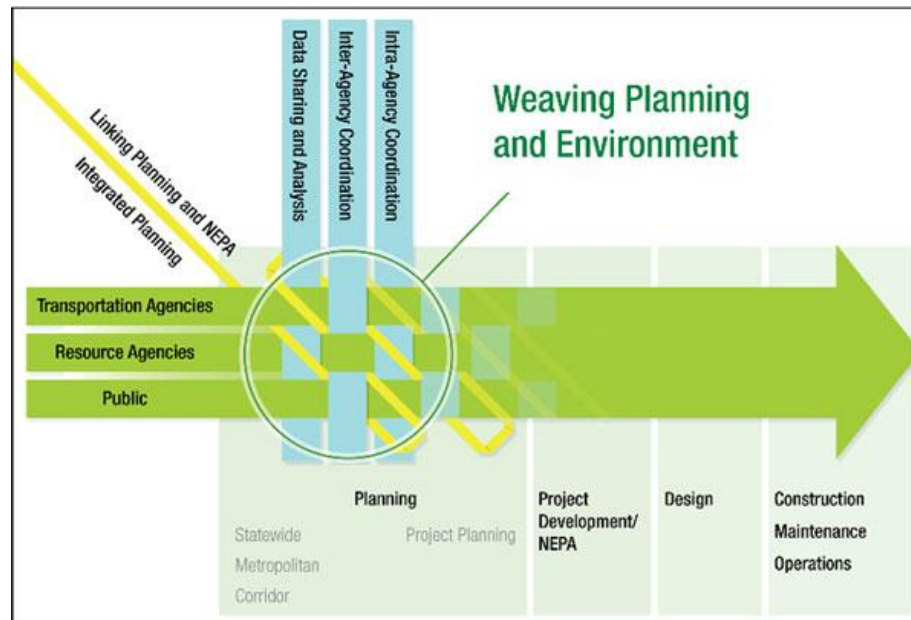 Weaving Planning
and Environment
Linking Planning and NEPA
Integrated Planning
Data Sharing and Analysis
Inter-Agency Coordination
Intra-Agency Coordination
Transportation Agencies
Resource Agencies
Public
Planning
Statewide
Metropolitan
Corridor
Project Planning
Project
Development/
NEPA
Design
Construction
Maintenance
Operations